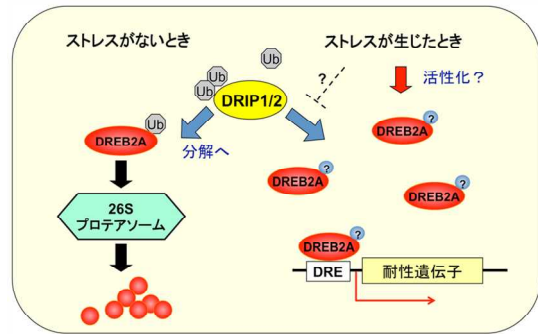 ストレスがないとき
ストレスが生じたとき
Ub
Ub
Ub
?
DRIP1/2
活性化?
Ub
DREB2A
分解へ
?
DREB2A
?
DREB2A
?
DREB2A
26S
プロテアソーム
?
DREB2A
DRE
耐性遺伝子